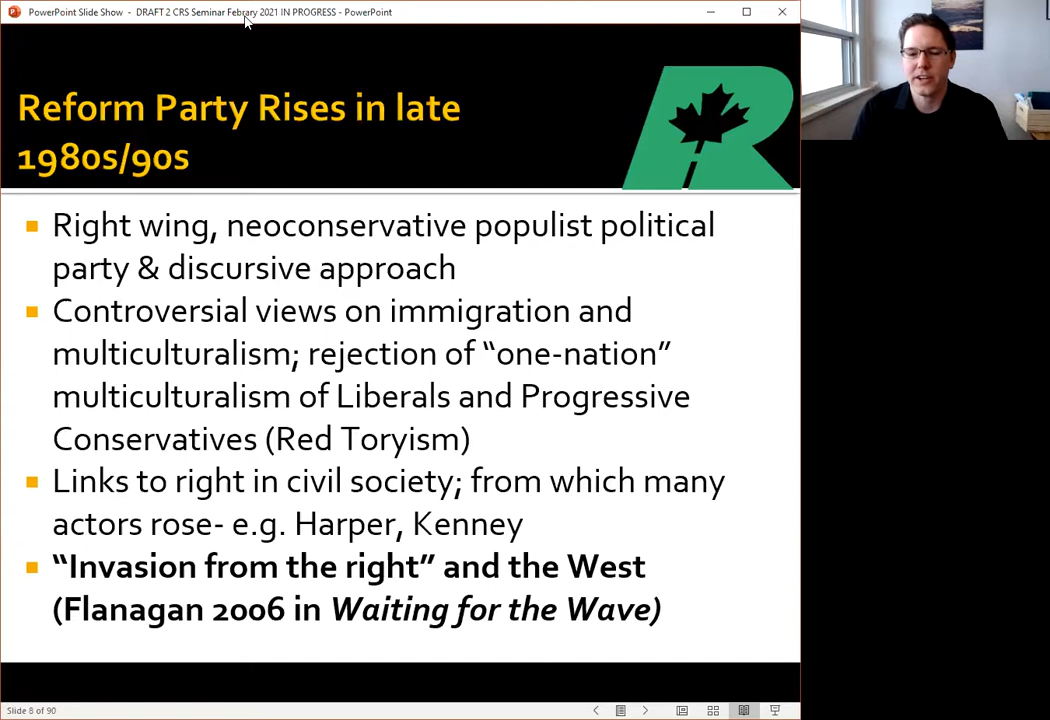 PowerPoint Slide Show - DRAFT 2 CRS Seminar Febrary 2021 IN PROGRESS - PowerPoint
Reform Party Rises in late
1980s/90s
R
Right wing, neoconservative populist political
party & discursive approach
Controversial views on immigration and
multiculturalism; rejection of “one-nation”
multiculturalism of Liberals and Progressive
Conservatives (Red Toryism)
Links to right in civil society; from which many
actors rose- e.g. Harper, Kenney
“Invasion from the right” and the West
(Flanagan 2006 in Waiting for the Wave)
Slide 8 of 90